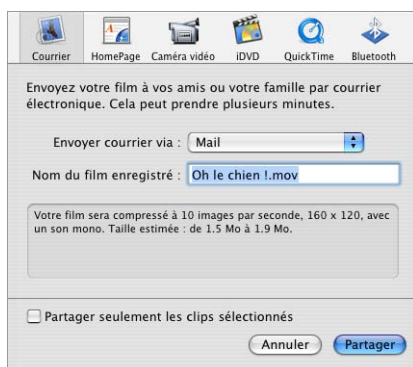 Courrier HomePage Caméra vidéo iDVD QuickTime Bluetooth
Envoyez votre film à vos amis ou votre famille par courrier
électronique. Cela peut prendre plusieurs minutes.
Envoyer courrier via : Mail
Nom du film enregistré : Oh le chien !.mov
Votre film sera compressé à 10 images par seconde, 160 x 120, avec
un son mono. Taille estimée : de 1.5 Mo à 1.9 Mo.
Partager seulement les clips sélectionnés
Annuler Partager